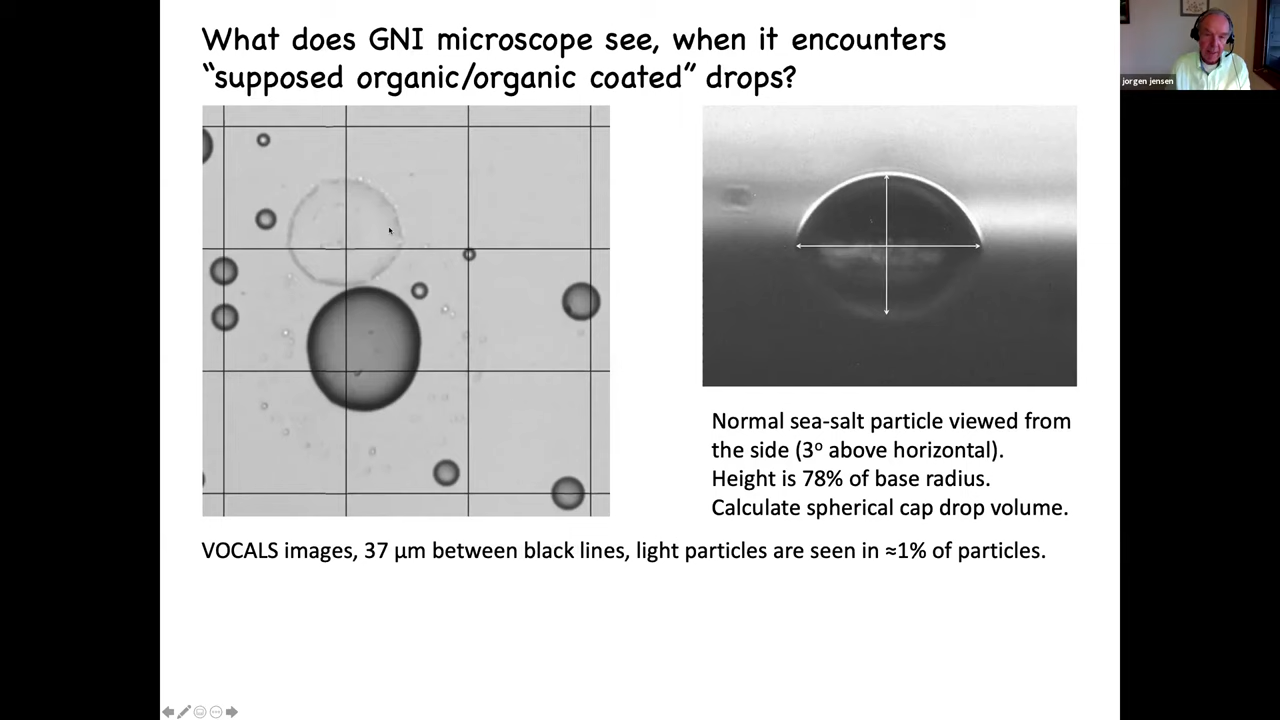 What does GNI microscope see, when it encounters
“supposed organic/organic coated” drops?
jorgen jensen
Normal sea-salt particle viewed from
the side (3º above horizontal).
Height is 78% of base radius.
Calculate spherical cap drop volume.
VOCALS images, 37 µm between black lines, light particles are seen in ≈1% of particles.